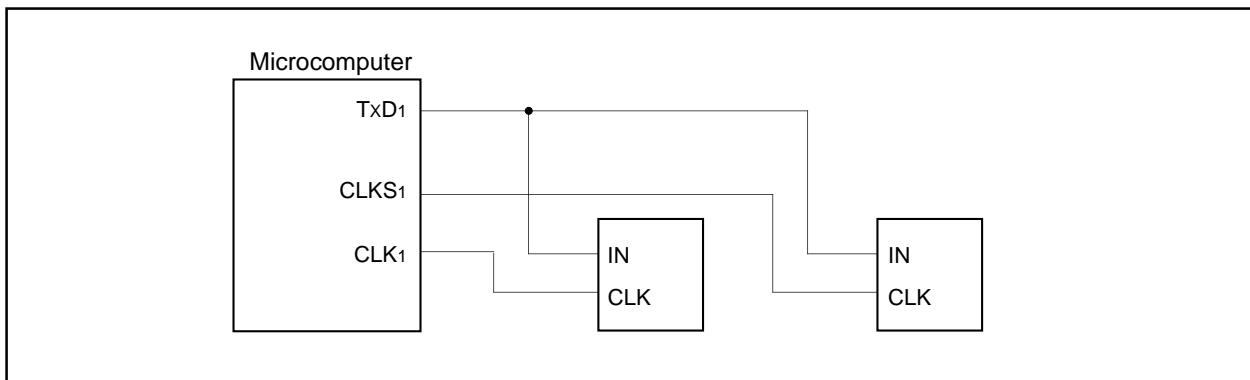 Microcomputer
TxD1
CLKS1
CLK1
IN
CLK
IN
CLK